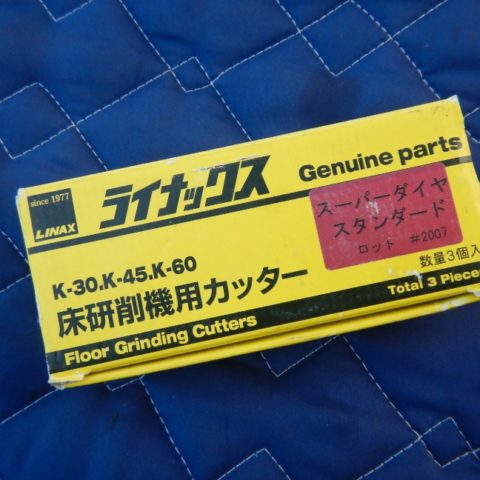 since 1977
LINAX
ライナックス
Genuine parts
スーパーダイヤ
スタンダード
ロッド #2007
K-30,K-45,K-60
床研削機用カッター
数量3個入
Floor Grinding Cutters
Total 3 Pieces